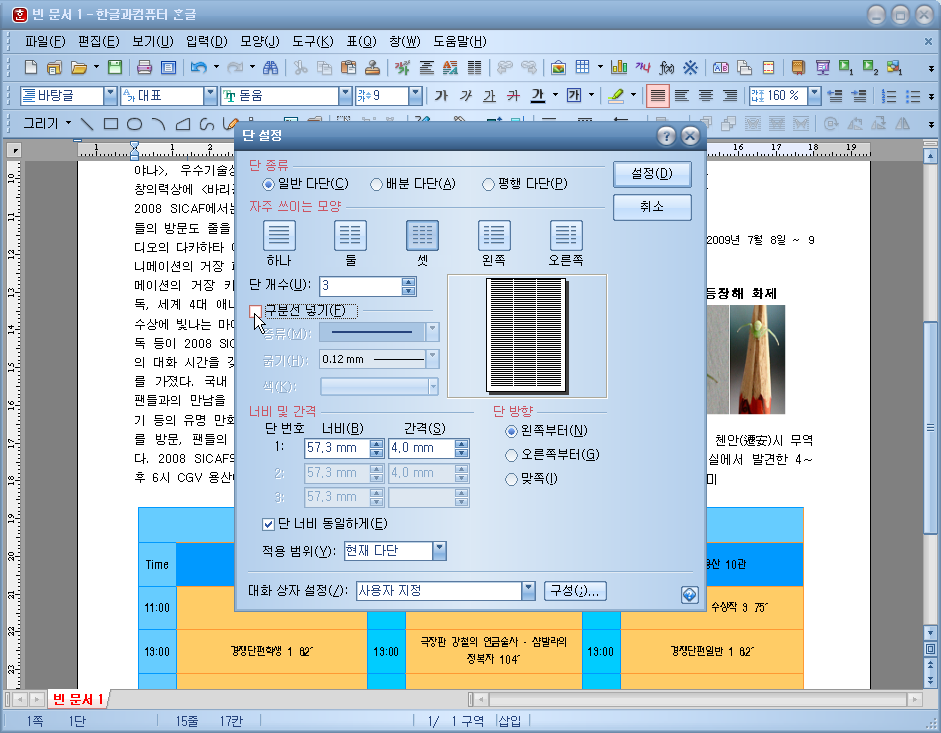 빈 문서 1 - 한글과컴퓨터 한글
파일(F) 편집(E) 보기(U) 입력(D) 모양(J) 도구(K) 표(Q) 창(W) 도움말(H)
바탕글 대표 돋움 9 가 가 가 가 가 가 160 %
그리기
1 1 2 16 17 18 19
야나>, 우수기술상
창의력상에 <바리
2008 SICAF에서는
들의 방문도 줄을
디오의 다카하타
니메이션의 거장
메이션의 거장
독, 세계 4대 애니
수상에 빛나는 마이
독 등이 2008 SIC
의 대화 시간을 갖
를 가졌다. 국내
팬들과의 만남을
기 등의 유명 만화
를 방문, 팬들의
다. 2008 SICAF
후 6시 CGV 용산
2009년 7월 8일 ~ 9
등장해 화제
첸안(遷安)시 무역
실에서 발견한 4~
미
단 설정
단 종류
일반 다단(C) 배분 다단(A) 평행 다단(P)
설정(D)
취소
자주 쓰이는 모양
하나 둘 셋 왼쪽 오른쪽
단 개수(U): 3
구분선 넣기(F)
종류(M):
굵기(H): 0.12 mm
색(K):
너비 및 간격
단 번호 너비(B) 간격(S)
1: 57.3 mm 4.0 mm
2: 57.3 mm 4.0 mm
3: 57.3 mm
단 너비 동일하게(E)
적용 범위(Y): 현재 다단
단 방향
왼쪽부터(N)
오른쪽부터(G)
맞쪽(I)
대화 상자 설정(/): 사용자 지정 구성(;)...
Time 용산 10관
11:00 수상작 3 75´
13:00 경쟁단편학생 1 82´ 13:00 극장판 강철의 연금술사 - 샴발라의 정복자 104´ 13:00 경쟁단편일반 1 82´
빈 문서 1
1쪽 1단 15줄 17칸 1/ 1 구역 삽입